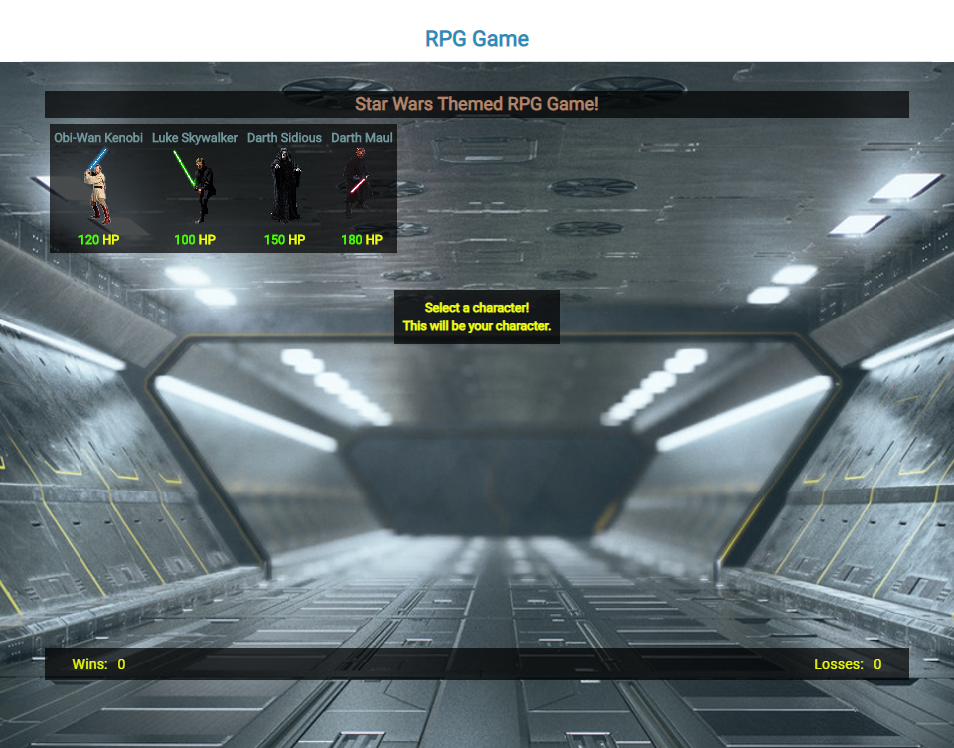 RPG Game
Star Wars Themed RPG Game!
Obi-Wan Kenobi Luke Skywalker Darth Sidious Darth Maul
120 HP 100 HP 150 HP 180 HP
Select a character!
This will be your character.
Wins: 0 Losses: 0